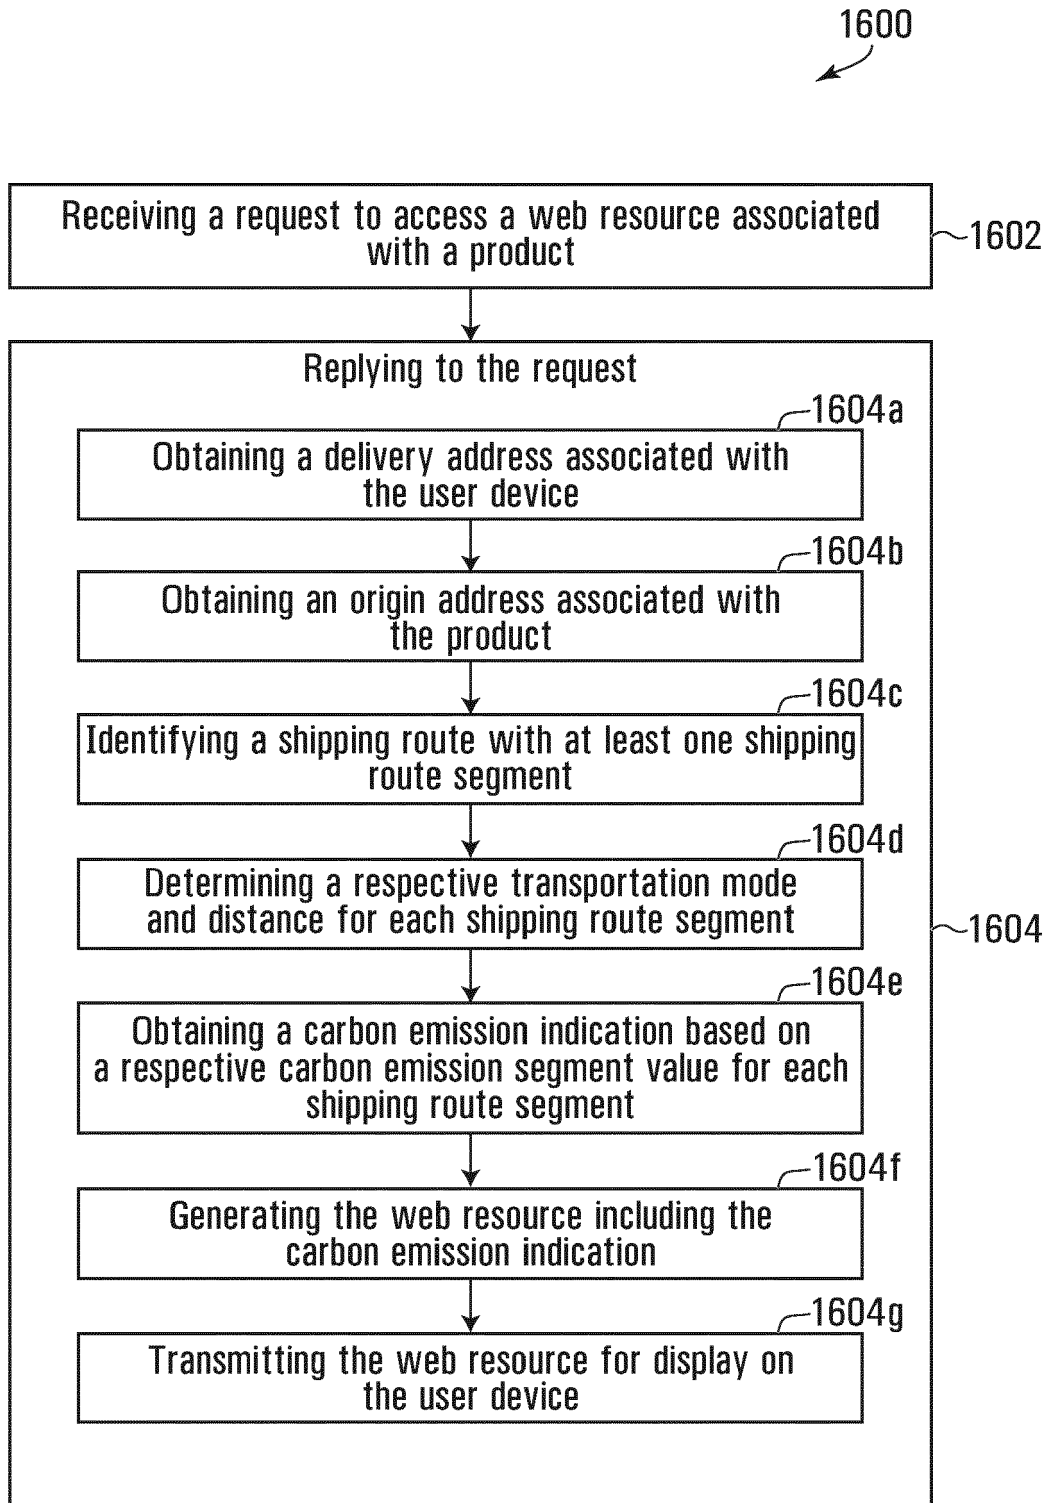 1600
Receiving a request to access a web resource associated
with a product
1602
Replying to the request
1604a
Obtaining a delivery address associated with
the user device
1604b
Obtaining an origin address associated with
the product
1604c
Identifying a shipping route with at least one shipping
route segment
1604d
Determining a respective transportation mode
and distance for each shipping route segment
1604
1604e
Obtaining a carbon emission indication based on
a respective carbon emission segment value for each
shipping route segment
1604f
Generating the web resource including the
carbon emission indication
1604g
Transmitting the web resource for display on
the user device